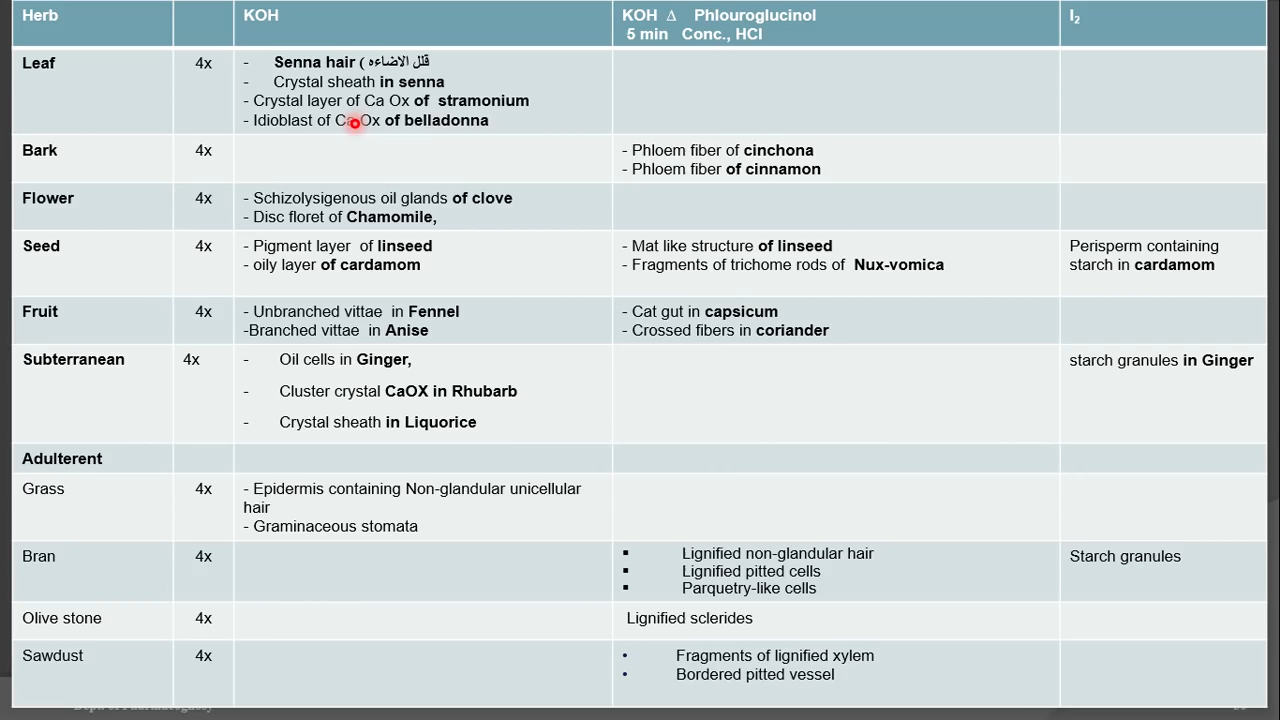 Herb KOH KOH Δ Phlouroglucinol I₂
5 min Conc., HCl
Leaf 4x - Senna hair ( قلل الاضاءه
- Crystal sheath in senna
- Crystal layer of Ca Ox of stramonium
- Idioblast of Ca Ox of belladonna
Bark 4x - Phloem fiber of cinchona
- Phloem fiber of cinnamon
Flower 4x - Schizolysigenous oil glands of clove
- Disc floret of Chamomile,
Seed 4x - Pigment layer of linseed - Mat like structure of linseed Perisperm containing
- oily layer of cardamom - Fragments of trichome rods of Nux-vomica starch in cardamom
Fruit 4x - Unbranched vittae in Fennel - Cat gut in capsicum
-Branched vittae in Anise - Crossed fibers in coriander
Subterranean 4x - Oil cells in Ginger, starch granules in Ginger
- Cluster crystal CaOX in Rhubarb
- Crystal sheath in Liquorice
Adulterent
Grass 4x - Epidermis containing Non-glandular unicellular
hair
- Graminaceous stomata
Bran 4x ▪ Lignified non-glandular hair Starch granules
▪ Lignified pitted cells
▪ Parquetry-like cells
Olive stone 4x Lignified sclerides
Sawdust 4x • Fragments of lignified xylem
• Bordered pitted vessel